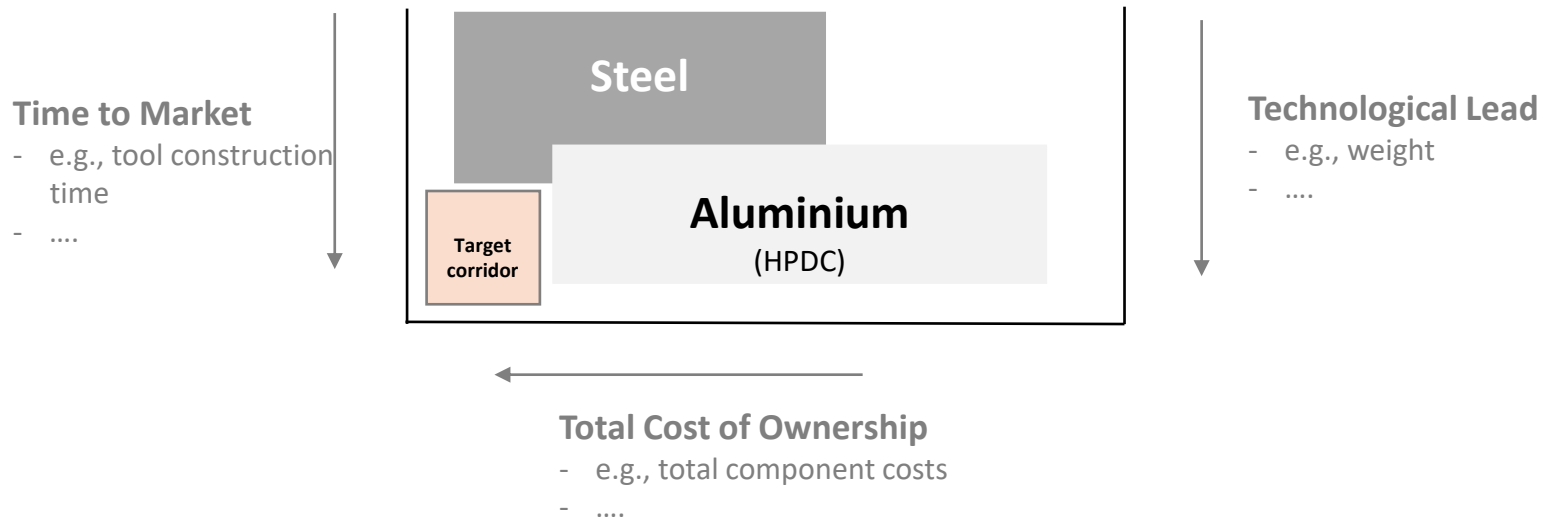 Steel
Time to Market
- e.g., tool construction
time
- ....
Technological Lead
- e.g., weight
- ....
Aluminium
(HPDC)
Target
corridor
Total Cost of Ownership
- e.g., total component costs
- ....